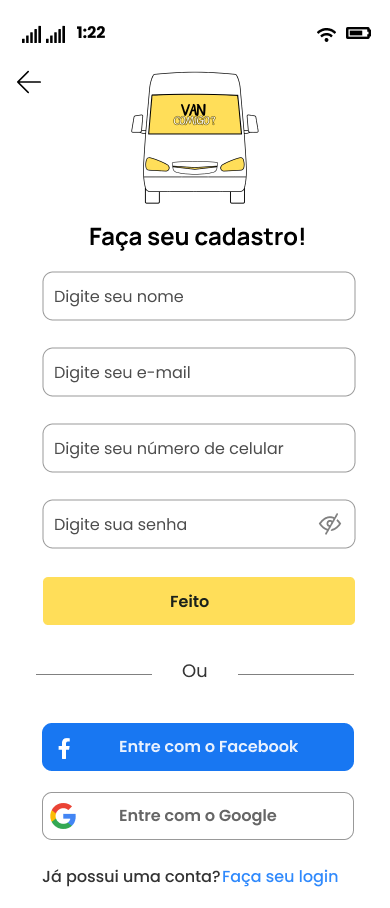 1:22
VAN
COMIGO?
Faça seu cadastro!
Digite seu nome
Digite seu e-mail
Digite seu número de celular
Digite sua senha
Feito
Ou
Entre com o Facebook
Entre com o Google
Já possui uma conta? Faça seu login